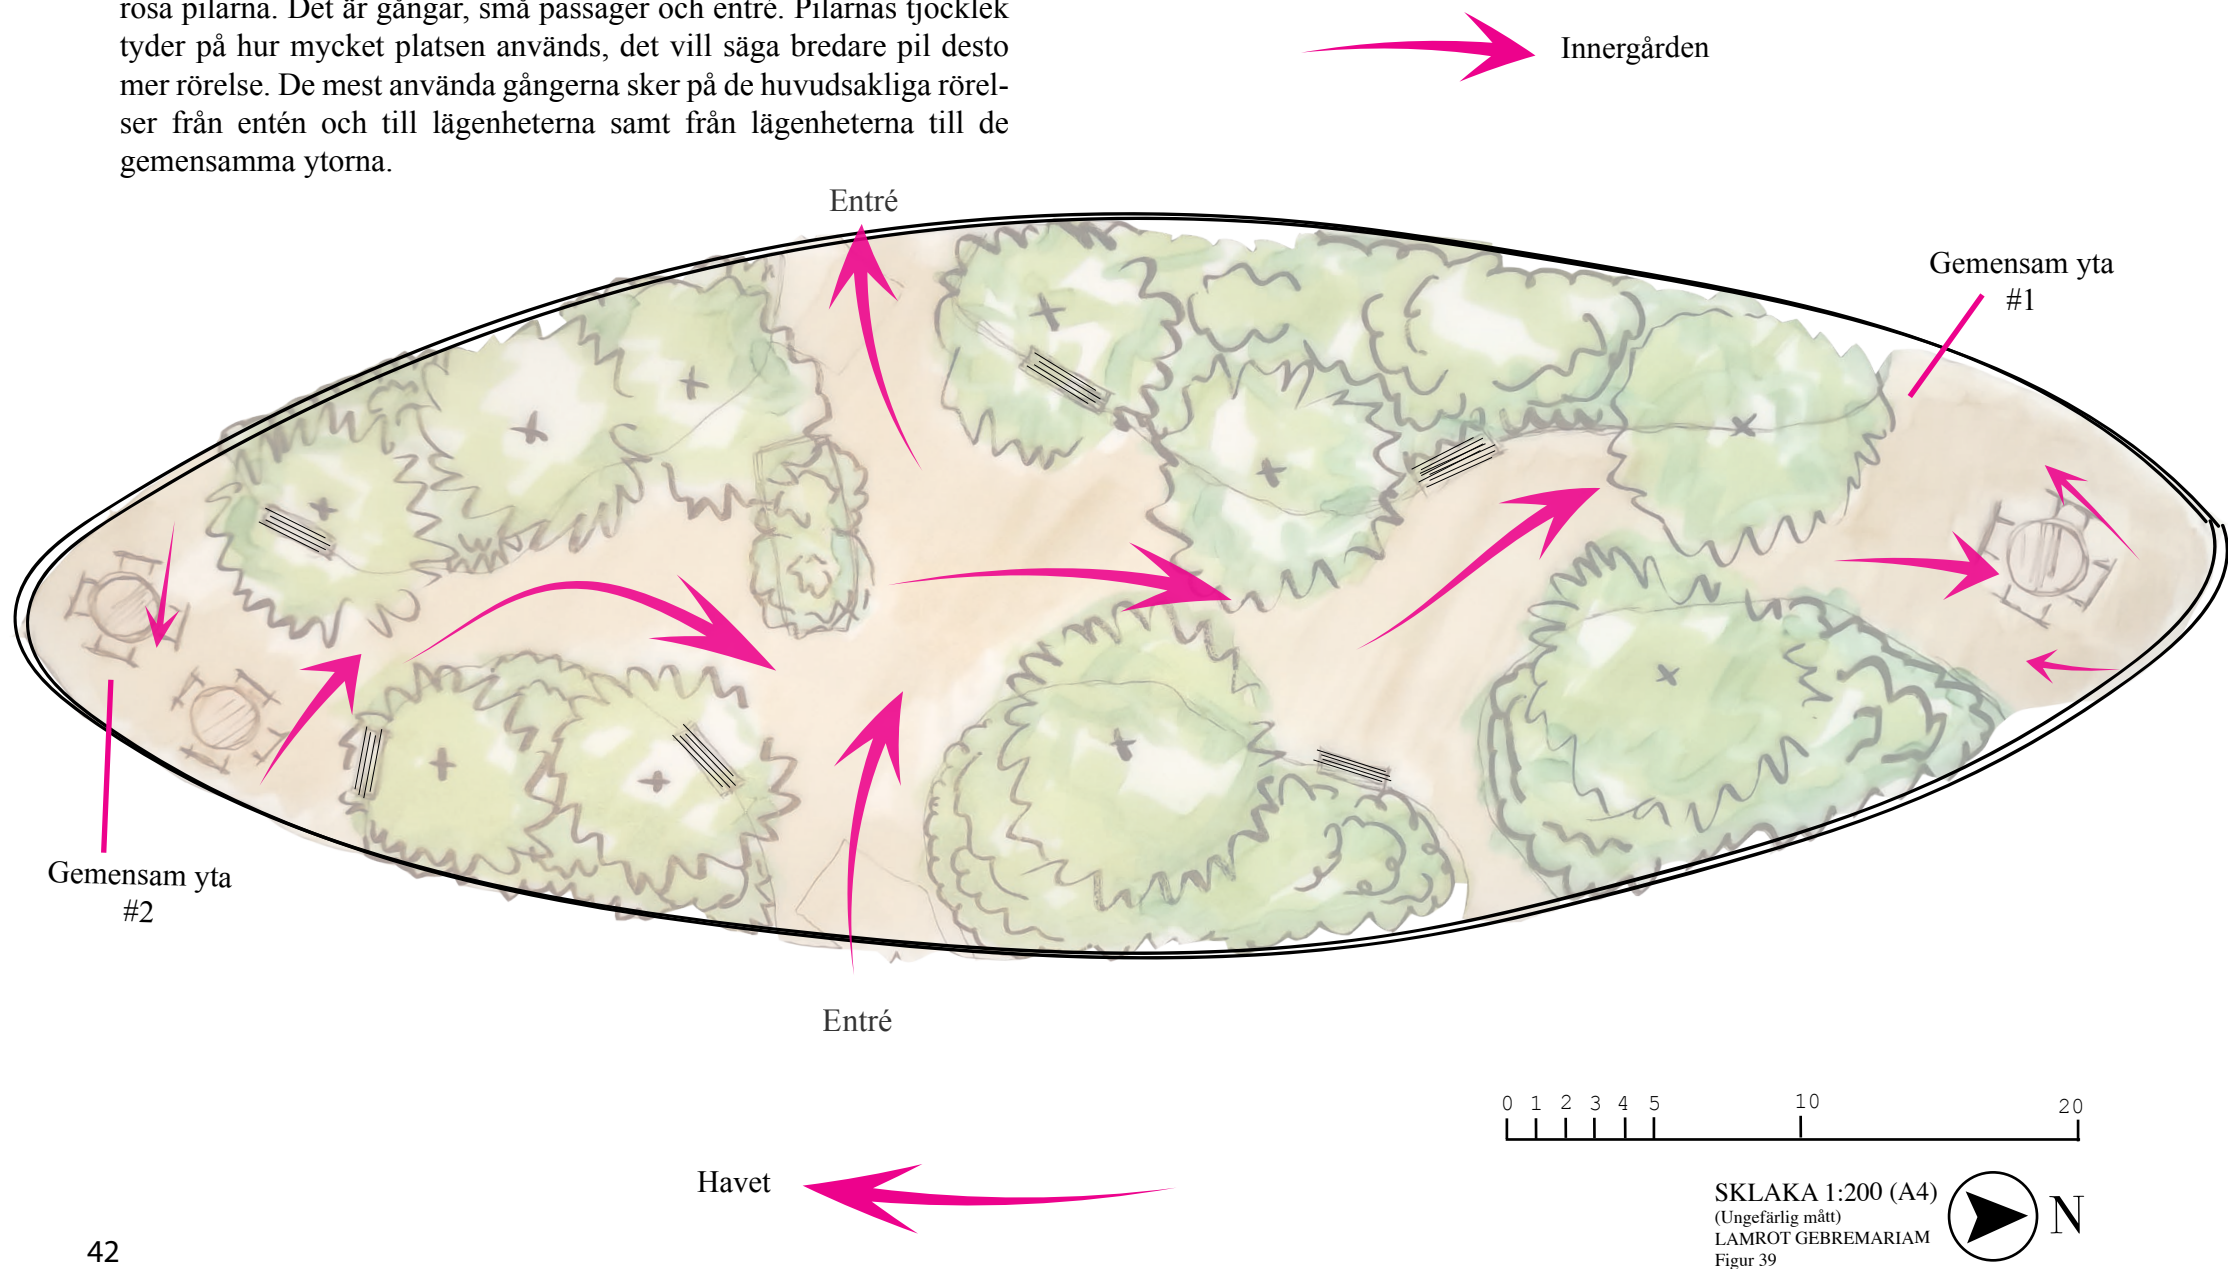 rosa pilarna. Det är gångar, små passager och entré. Pilarnas tjocklek
tyder på hur mycket platsen används, det vill säga bredare pil desto
mer rörelse. De mest använda gångerna sker på de huvudsakliga rörel-
ser från entén och till lägenheterna samt från lägenheterna till de
gemensamma ytorna.
Innergården
Entré
Gemensam yta
#1
Gemensam yta
#2
Entré
0 1 2 3 4 5 10 20
Havet
SKLAKA 1:200 (A4)
(Ungefärlig mått)
LAMROT GEBREMARIAM
Figur 39
N
42